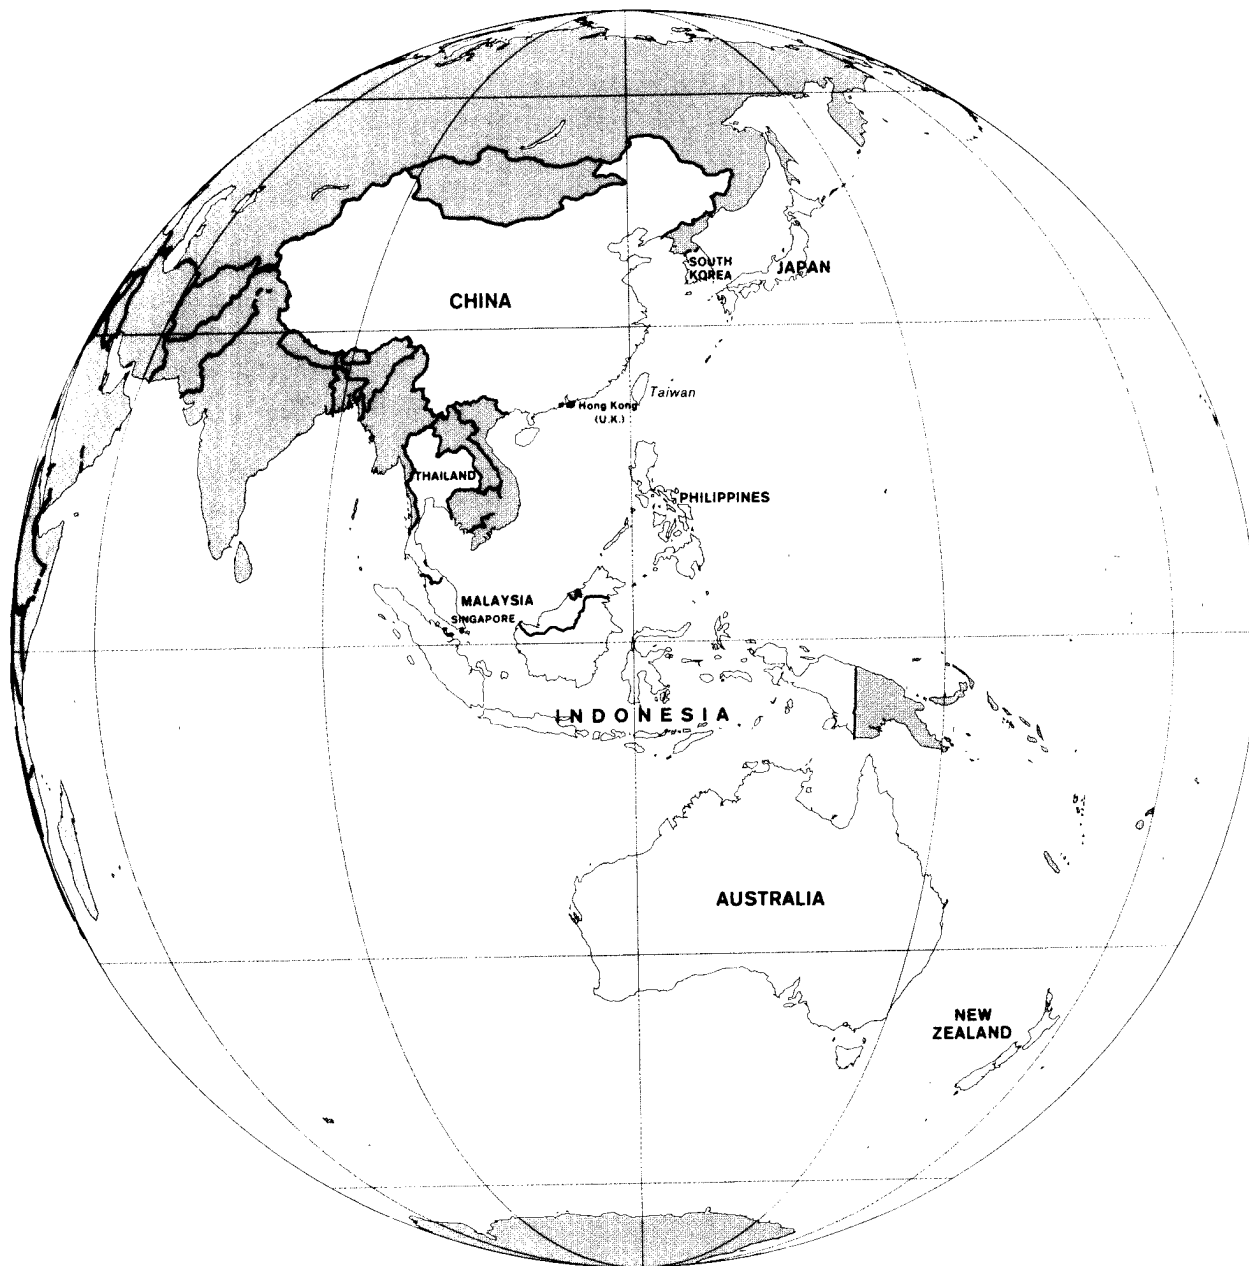 SOUTH
KOREA
JAPAN
CHINA
Taiwan
Hong Kong
(U.K.)
THAILAND
PHILIPPINES
MALAYSIA
SINGAPORE
INDONESIA
AUSTRALIA
NEW
ZEALAND